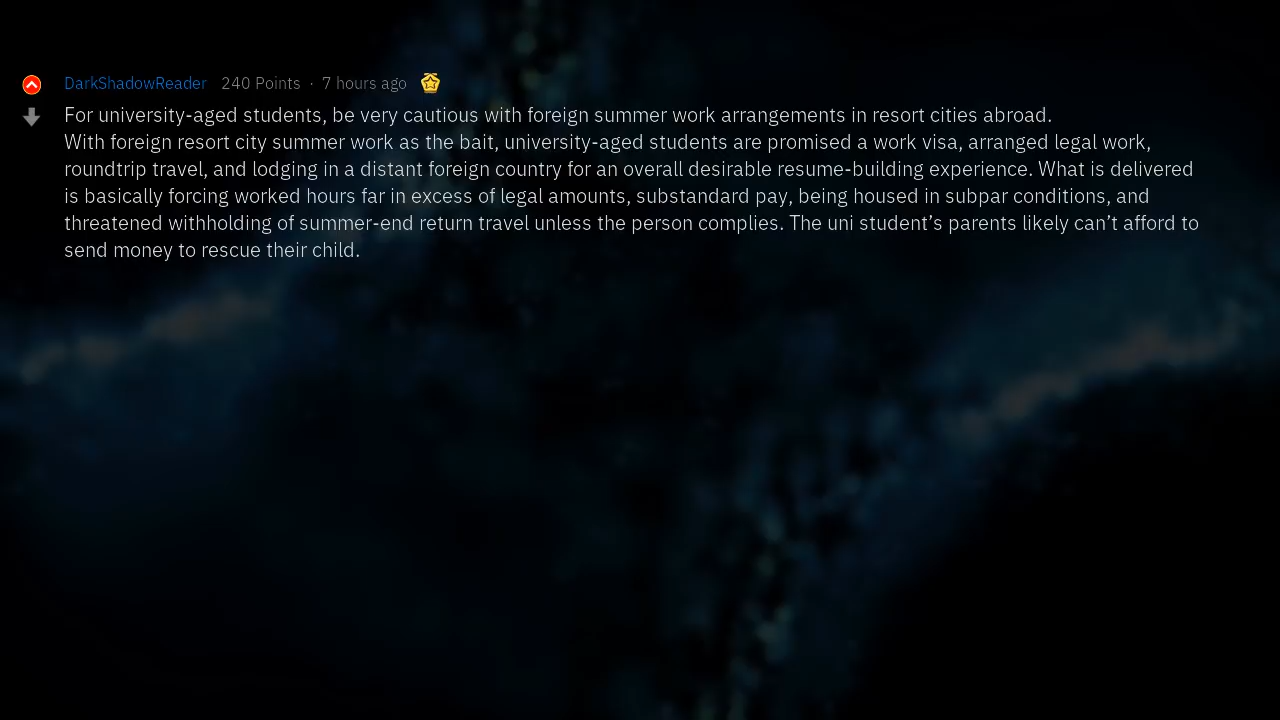 DarkShadowReader 240 Points · 7 hours ago
For university-aged students, be very cautious with foreign summer work arrangements in resort cities abroad.
With foreign resort city summer work as the bait, university-aged students are promised a work visa, arranged legal work,
roundtrip travel, and lodging in a distant foreign country for an overall desirable resume-building experience. What is delivered
is basically forcing worked hours far in excess of legal amounts, substandard pay, being housed in subpar conditions, and
threatened withholding of summer-end return travel unless the person complies. The uni student’s parents likely can’t afford to
send money to rescue their child.